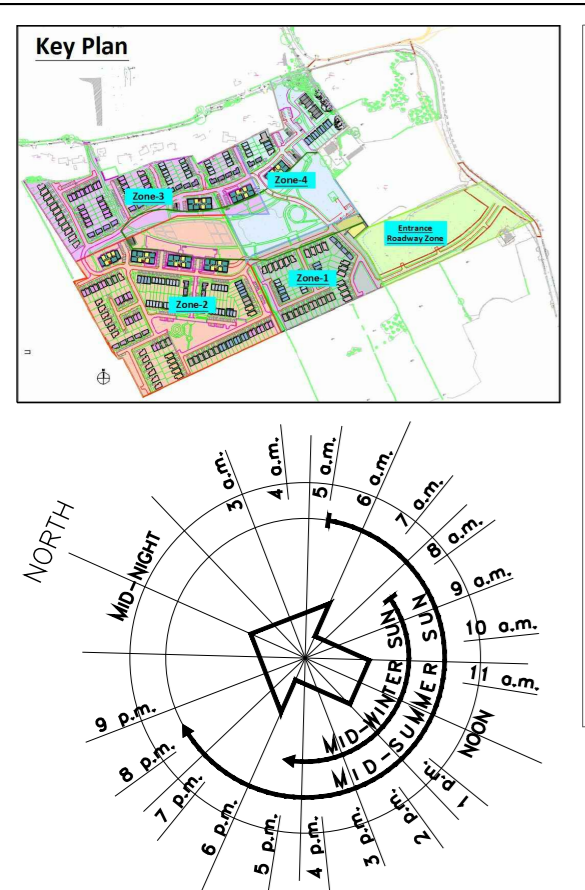 Key Plan
Zone-4
Zone-3
Entrance
Roadway Zone
Zone-1
Zone-2
NORTH
MID-NIGHT
3 a.m.
4 a.m.
5 a.m.
6 a.m.
7 a.m.
8 a.m.
9 a.m.
10 a.m.
11 a.m.
NOON
1 p.m.
2 p.m.
3 p.m.
4 p.m.
5 p.m.
6 p.m.
7 p.m.
8 p.m.
9 p.m.
MID-WINTER SUN
MID-SUMMER SUN